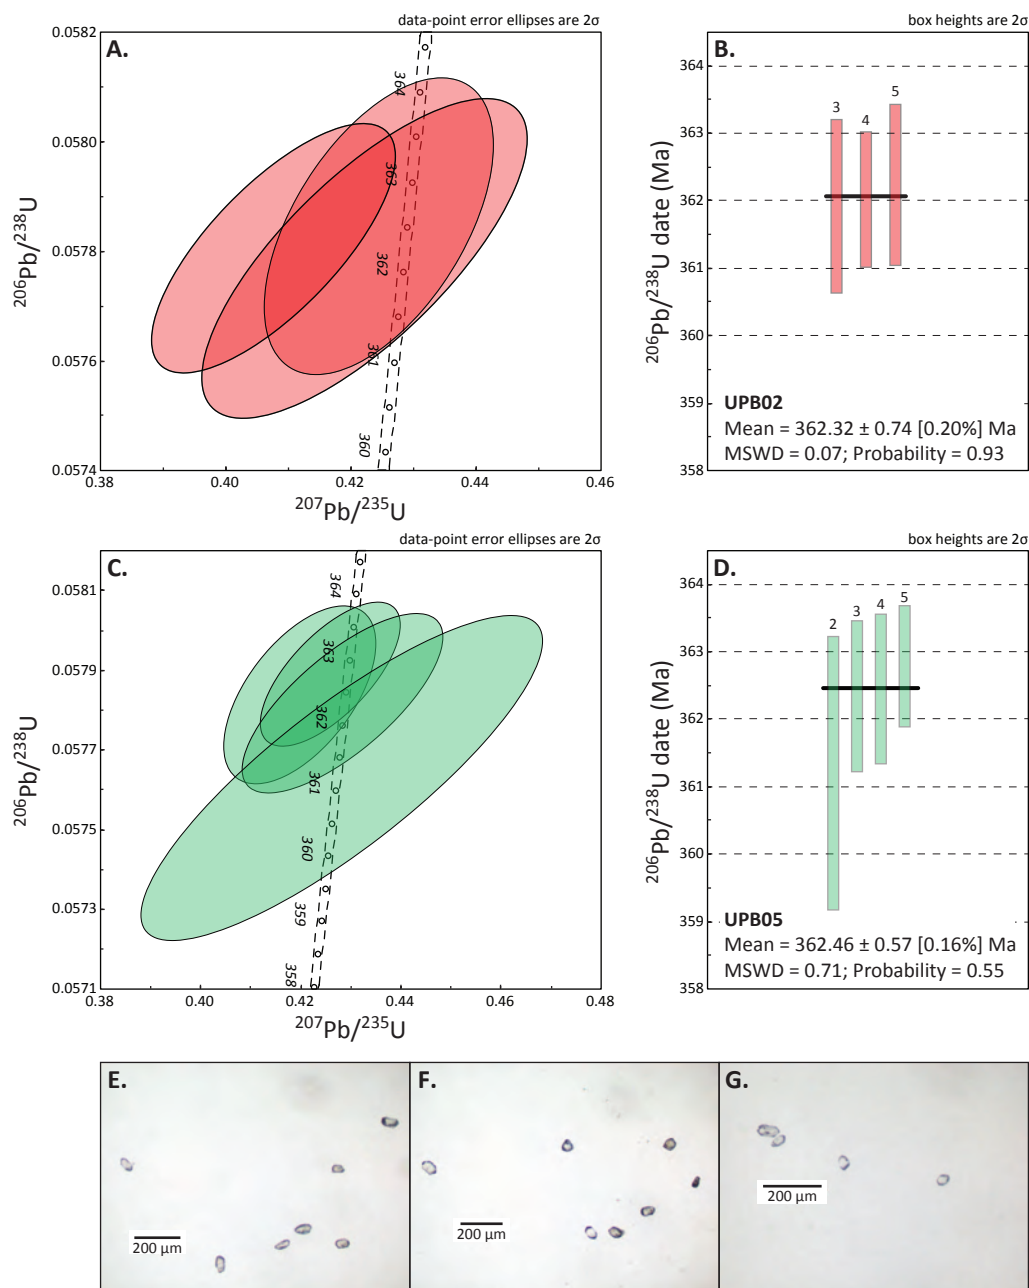 data-point error ellipses are 2σ
A.
0.0582
0.0580
0.0578
0.0576
0.0574
206Pb/238U
364
363
362
361
360
0.38
0.40
0.42
0.44
0.46
207Pb/235U
box heights are 2σ
B.
364
363
362
361
360
359
358
206Pb/238U date (Ma)
3
4
5
UPB02
Mean = 362.32 ± 0.74 [0.20%] Ma
MSWD = 0.07; Probability = 0.93
data-point error ellipses are 2σ
C.
0.0581
0.0579
0.0577
0.0575
0.0573
0.0571
206Pb/238U
364
363
362
361
360
359
358
0.38
0.40
0.42
0.44
0.46
0.48
207Pb/235U
box heights are 2σ
D.
364
363
362
361
360
359
358
206Pb/238U date (Ma)
2
3
4
5
UPB05
Mean = 362.46 ± 0.57 [0.16%] Ma
MSWD = 0.71; Probability = 0.55
E.
200 µm
F.
200 µm
G.
200 µm